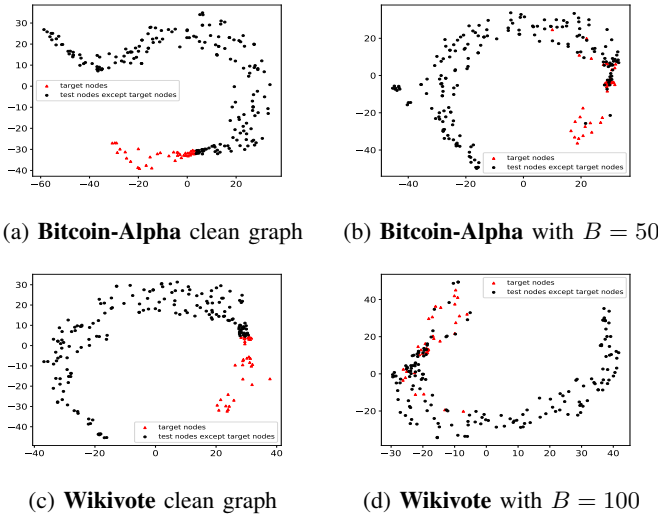 30
20
10
0
−10
−20
−30
−40
target nodes
test nodes except target nodes
−60 −40 −20 0 20
(a) Bitcoin-Alpha clean graph
20
0
−20
−40
target nodes
test nodes except target nodes
−40 −20 0 20
(b) Bitcoin-Alpha with B = 50
30
20
10
0
−10
−20
−30
−40
target nodes
test nodes except target nodes
−40 −20 0 20 40
(c) Wikivote clean graph
40
20
0
−20
target nodes
test nodes except target nodes
−30 −20 −10 0 10 20 30 40
(d) Wikivote with B = 100